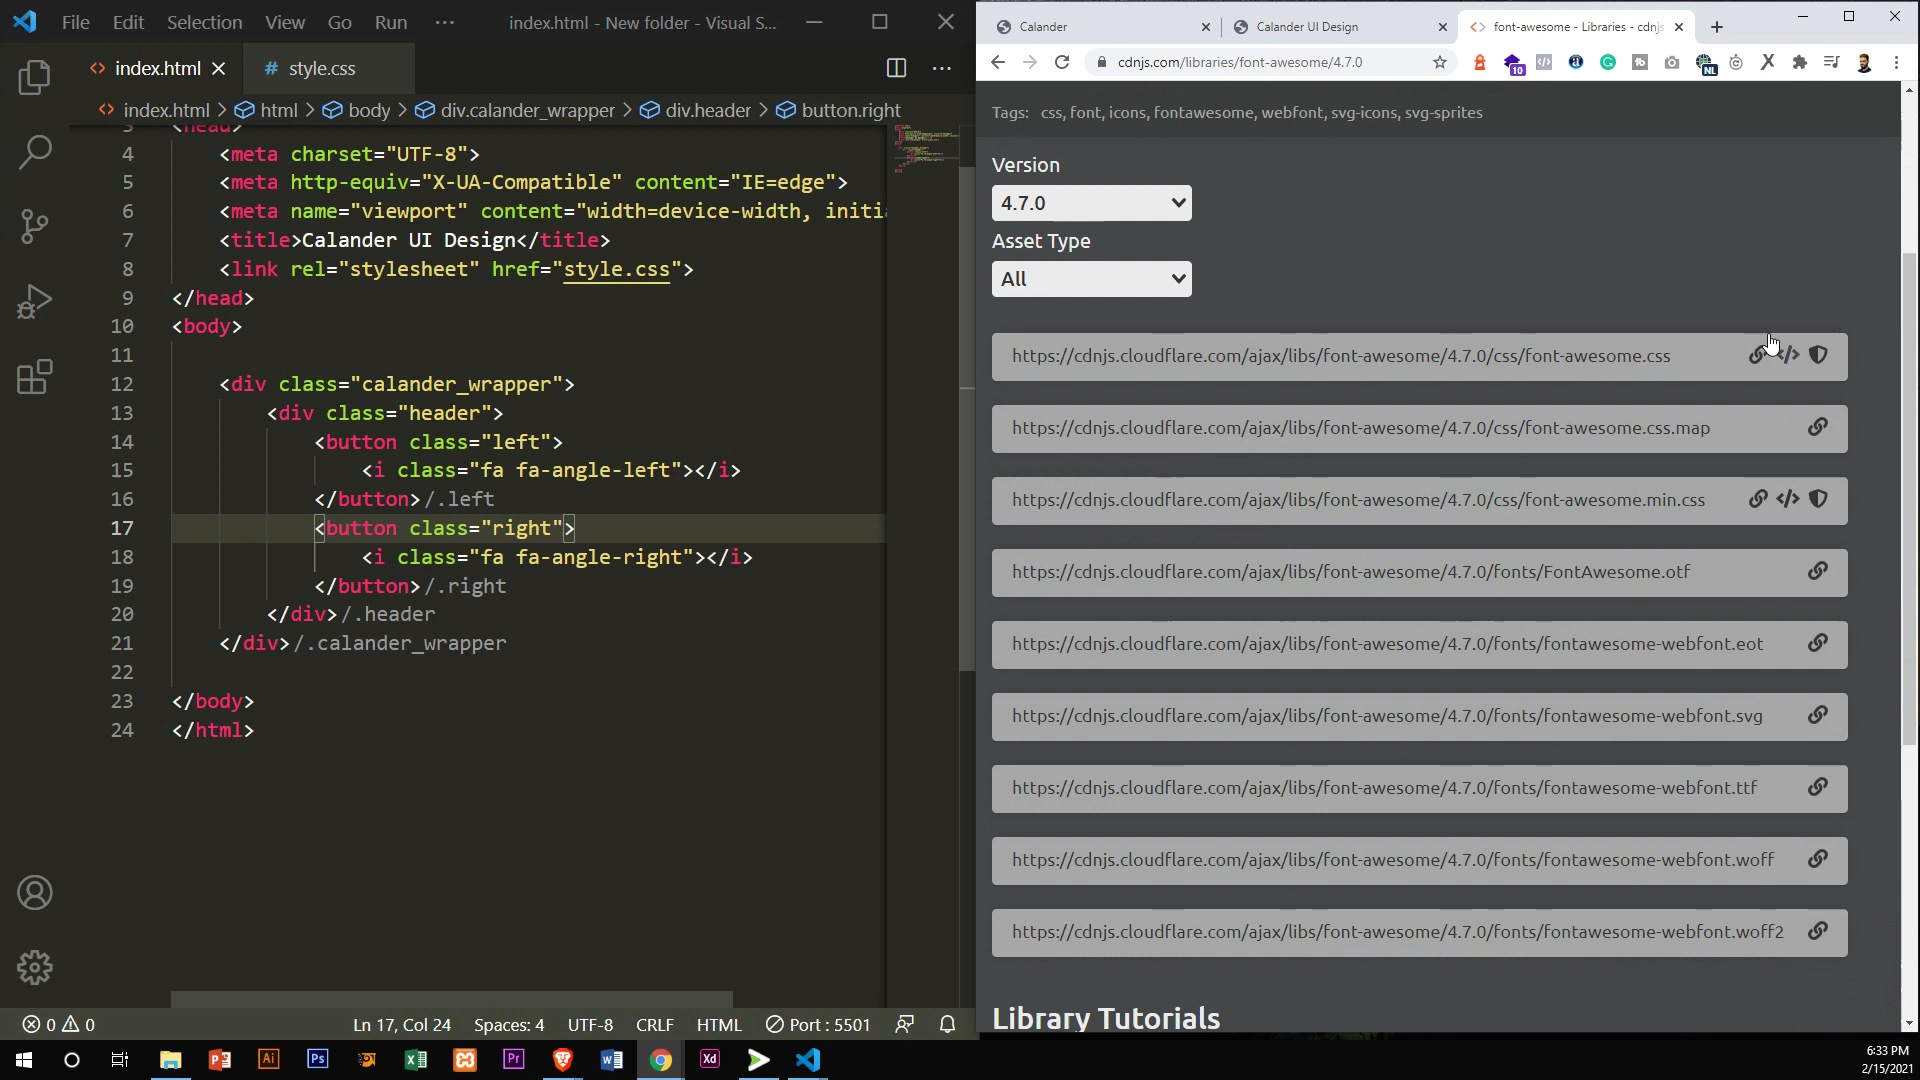 File Edit Selection View Go Run ··· index.html - New folder - Visual S...
index.html # style.css
index.html > html > body > div.calander_wrapper > div.header > button.right
3 <head>
4 <meta charset="UTF-8">
5 <meta http-equiv="X-UA-Compatible" content="IE=edge">
6 <meta name="viewport" content="width=device-width, initi
7 <title>Calander UI Design</title>
8 <link rel="stylesheet" href="style.css">
9 </head>
10 <body>
11
12 <div class="calander_wrapper">
13 <div class="header">
14 <button class="left">
15 <i class="fa fa-angle-left"></i>
16 </button>/.left
17 <button class="right">
18 <i class="fa fa-angle-right"></i>
19 </button>/.right
20 </div>/.header
21 </div>/.calander_wrapper
22
23 </body>
24 </html>
0 0 Ln 17, Col 24 Spaces: 4 UTF-8 CRLF HTML Port : 5501
Calander Calander UI Design font-awesome - Libraries - cdnjs
cdnjs.com/libraries/font-awesome/4.7.0 10 NL
Tags: css, font, icons, fontawesome, webfont, svg-icons, svg-sprites
Version
4.7.0
Asset Type
All
https://cdnjs.cloudflare.com/ajax/libs/font-awesome/4.7.0/css/font-awesome.css
https://cdnjs.cloudflare.com/ajax/libs/font-awesome/4.7.0/css/font-awesome.css.map
https://cdnjs.cloudflare.com/ajax/libs/font-awesome/4.7.0/css/font-awesome.min.css
https://cdnjs.cloudflare.com/ajax/libs/font-awesome/4.7.0/fonts/FontAwesome.otf
https://cdnjs.cloudflare.com/ajax/libs/font-awesome/4.7.0/fonts/fontawesome-webfont.eot
https://cdnjs.cloudflare.com/ajax/libs/font-awesome/4.7.0/fonts/fontawesome-webfont.svg
https://cdnjs.cloudflare.com/ajax/libs/font-awesome/4.7.0/fonts/fontawesome-webfont.ttf
https://cdnjs.cloudflare.com/ajax/libs/font-awesome/4.7.0/fonts/fontawesome-webfont.woff
https://cdnjs.cloudflare.com/ajax/libs/font-awesome/4.7.0/fonts/fontawesome-webfont.woff2
Library Tutorials
Ai Ps Pr Xd
6:33 PM
2/15/2021